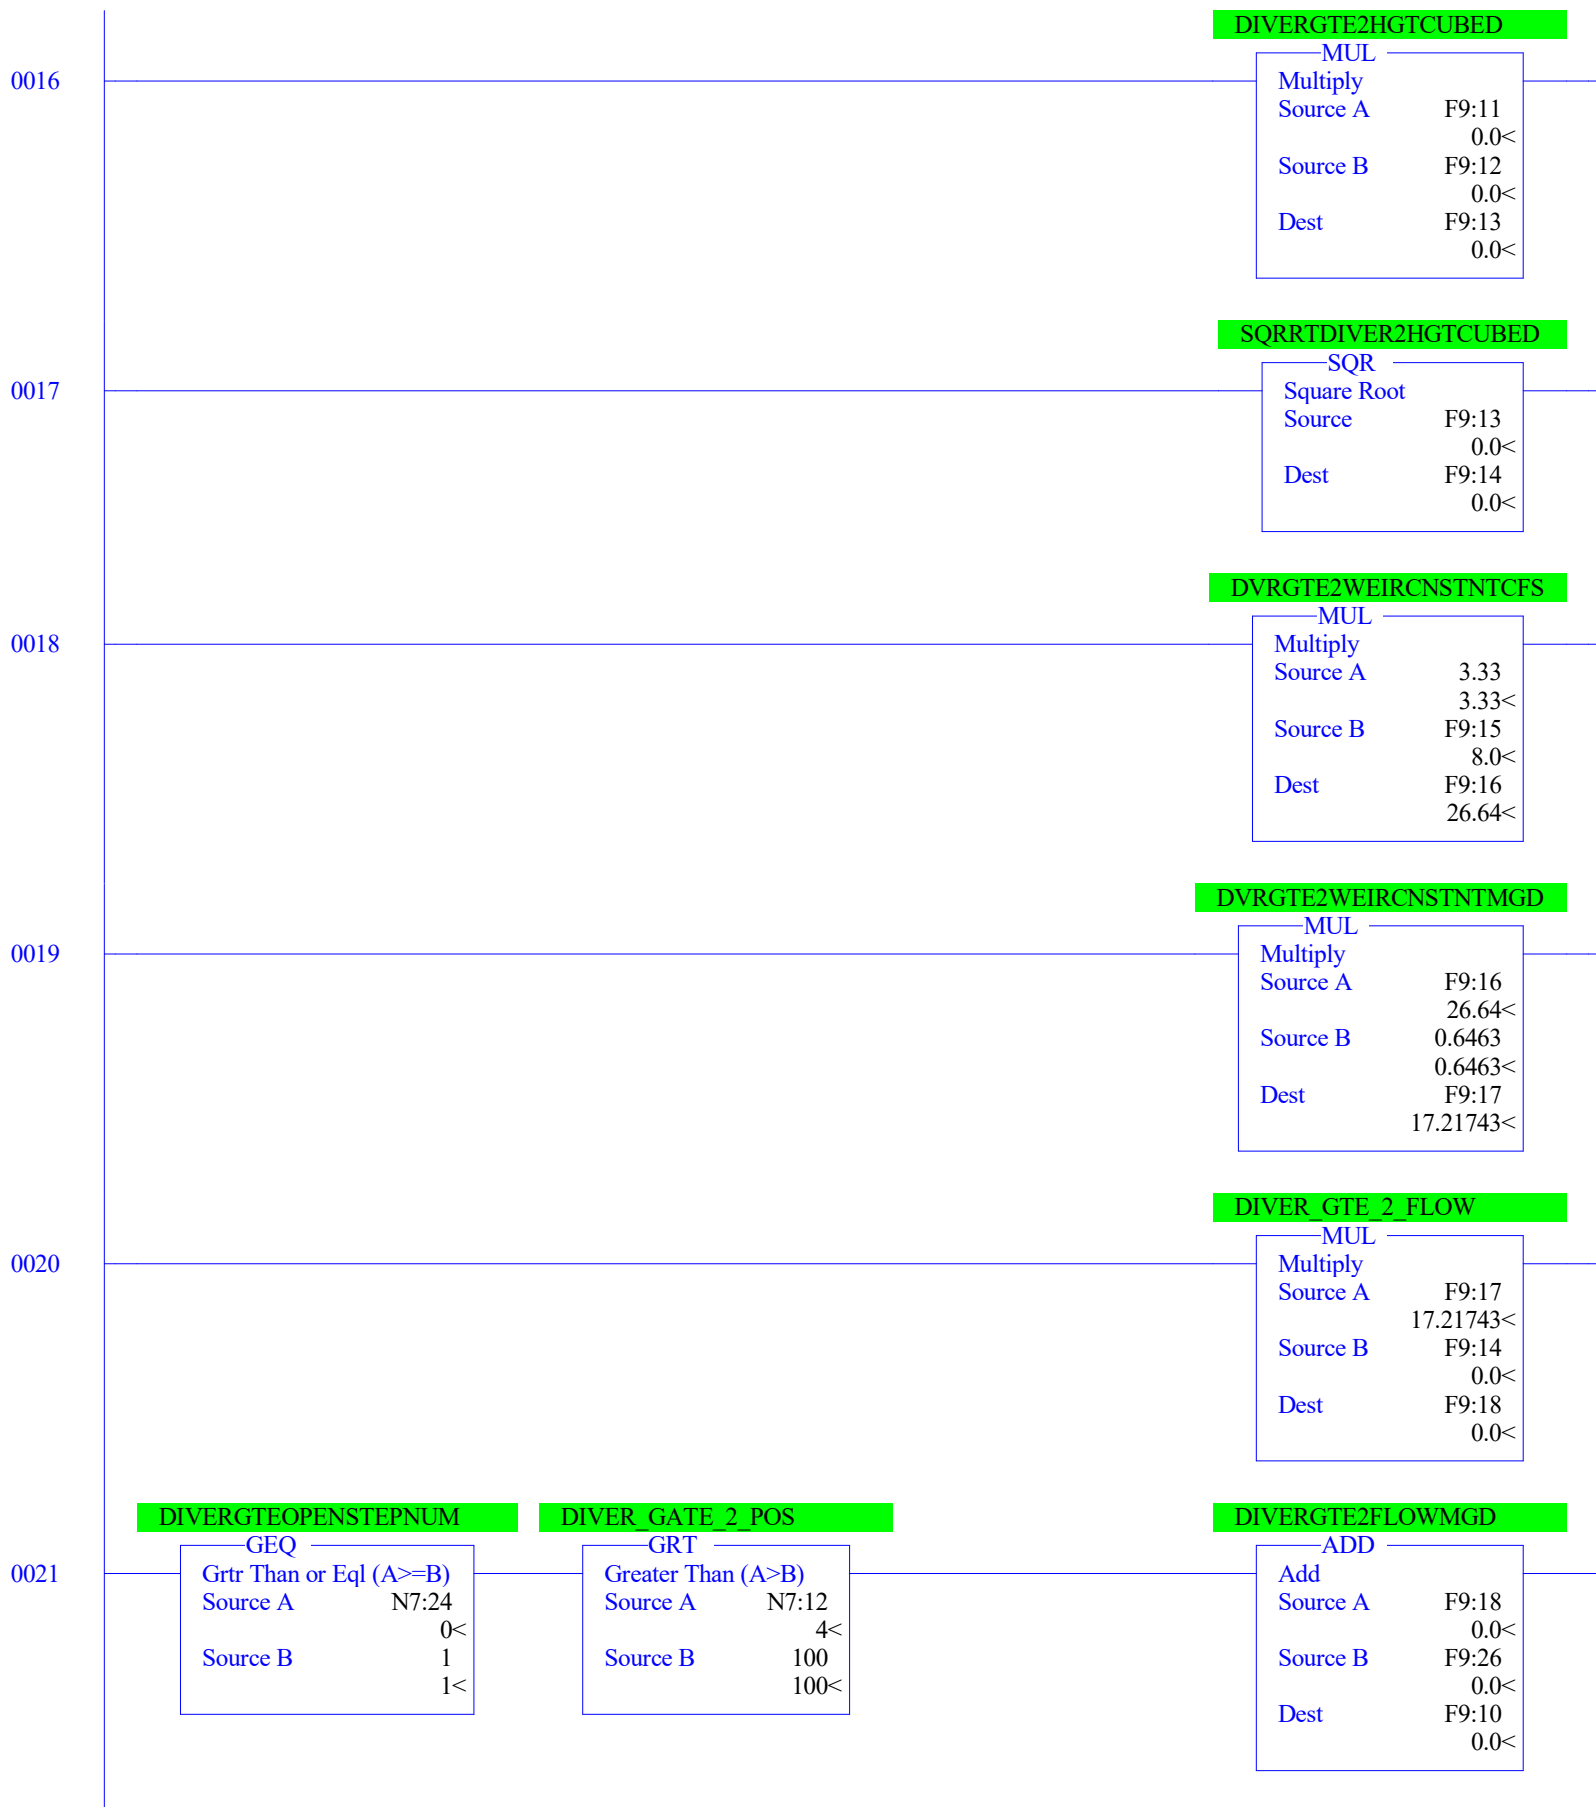 DIVERGTE2HGTCUBED
MUL
0016
Multiply
Source A F9:11
0.0<
Source B F9:12
0.0<
Dest F9:13
0.0<
SQRRTDIVER2HGTCUBED
SQR
0017
Square Root
Source F9:13
0.0<
Dest F9:14
0.0<
DVRGTE2WEIRCNSTNTCFS
MUL
0018
Multiply
Source A 3.33
3.33<
Source B F9:15
8.0<
Dest F9:16
26.64<
DVRGTE2WEIRCNSTNTMGD
MUL
0019
Multiply
Source A F9:16
26.64<
Source B 0.6463
0.6463<
Dest F9:17
17.21743<
DIVER_GTE_2_FLOW
MUL
0020
Multiply
Source A F9:17
17.21743<
Source B F9:14
0.0<
Dest F9:18
0.0<
0021
DIVERGTEOPENSTEPNUM
GEQ
Grtr Than or Eql (A>=B)
Source A N7:24
0<
Source B 1
1<
DIVER_GATE_2_POS
GRT
Greater Than (A>B)
Source A N7:12
4<
Source B 100
100<
DIVERGTE2FLOWMGD
ADD
Add
Source A F9:18
0.0<
Source B F9:26
0.0<
Dest F9:10
0.0<